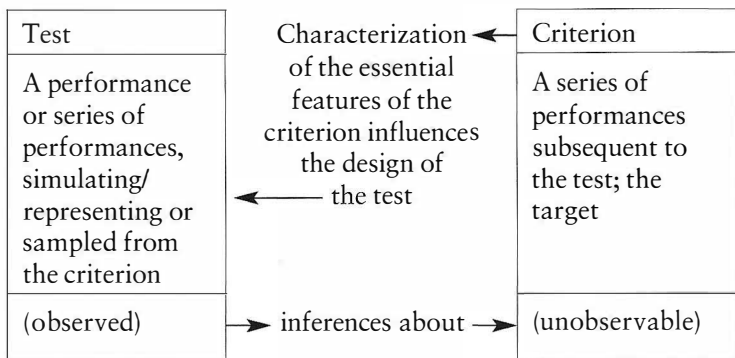 Test
A performance
or series of
performances,
simulating/
representing or
sampled from
the criterion
(observed)
Characterization
of the essential
features of the
criterion influences
the design of
the test
inferences about
Criterion
A series of
performances
subsequent to
the test; the
target
(unobservable)